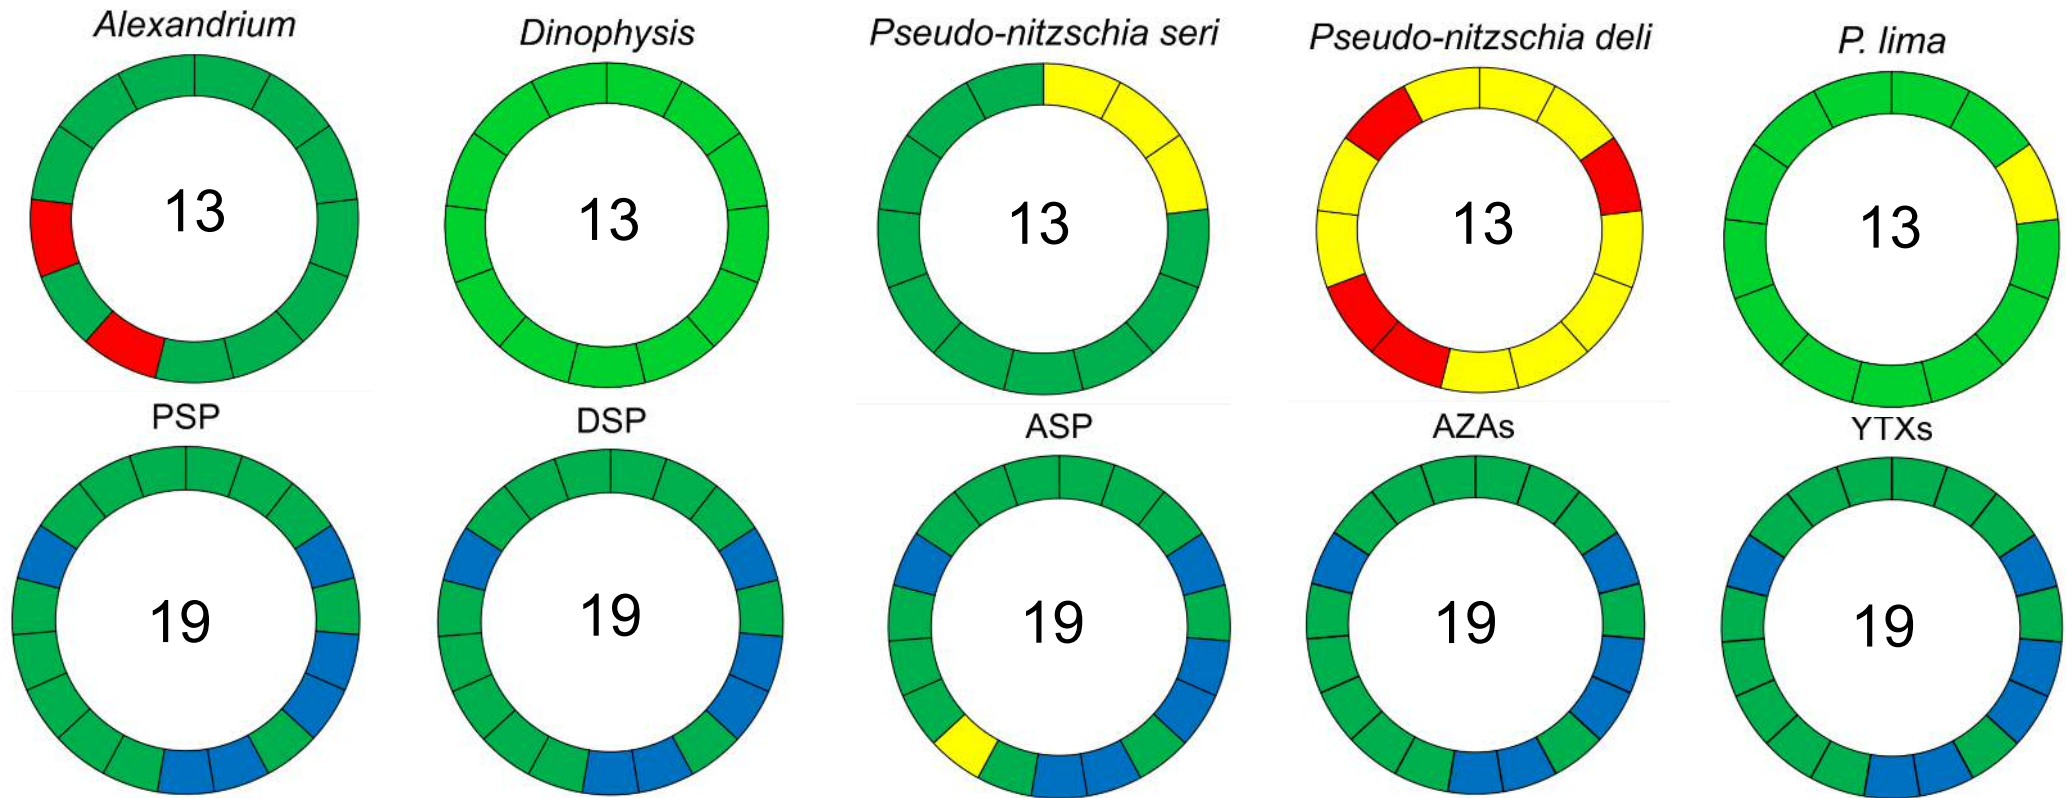 Alexandrium
Dinophysis
Pseudo-nitzschia seri
Pseudo-nitzschia deli
P. lima
13
13
13
13
13
PSP
DSP
ASP
AZAs
YTXs
19
19
19
19
19